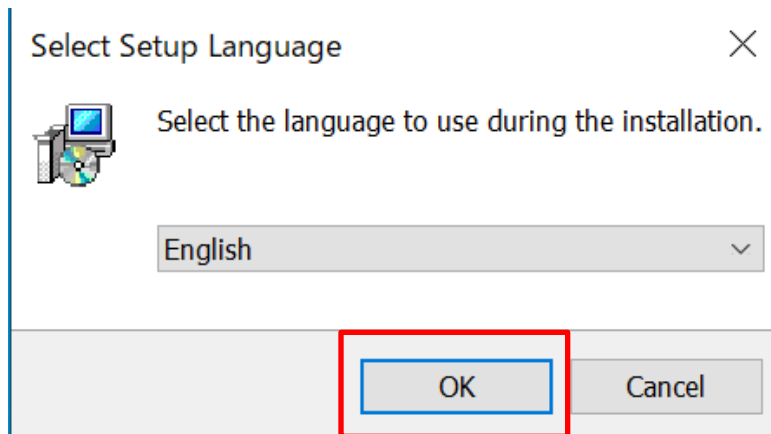 Select Setup Language
Select the language to use during the installation.
English
OK
Cancel